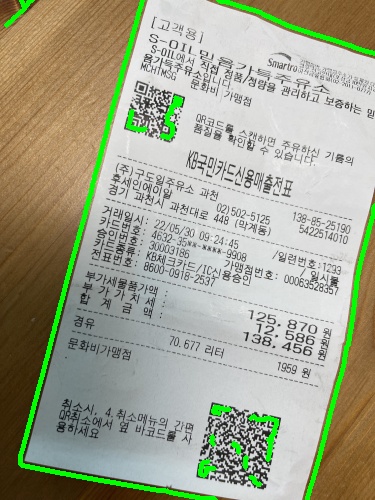 [고객용]
Smartro
S-OIL믿음가득주유소
S-OIL에서 직접 정품/정량을 관리하고 보증하는 믿
음가득주유소입니다.
MCHTMSG 문화비 가맹점
QR코드를 스캔하면 주유하신 기름의
품질을 확인할 수 있습니다.
KB국민카드신용매출전표
(주)구도일주유소 과천 138-85-25190
후세인에이알 02)502-5125 5422514010
경기 과천시 과천대로 448 (막계동)
거래일시: 22/05/30 09:24:45 /일련번호:1233
카드번호: 4632-35**-****-9908 /일시불
승인번호: 30003186 가맹점번호: 00063528357
카드종류: KB체크카드/IC신용승인
전표번호: 8600-0918-2537
부가세물품가액: 125,870 원
부 가 가 치 세: 12,586 원
합 계 금 액: 138,456 원
경유 70.677 리터 1959 원
문화비가맹점
취소시, 4.취소메뉴의 간편
QR취소에서 옆 바코드를 사
용하세요